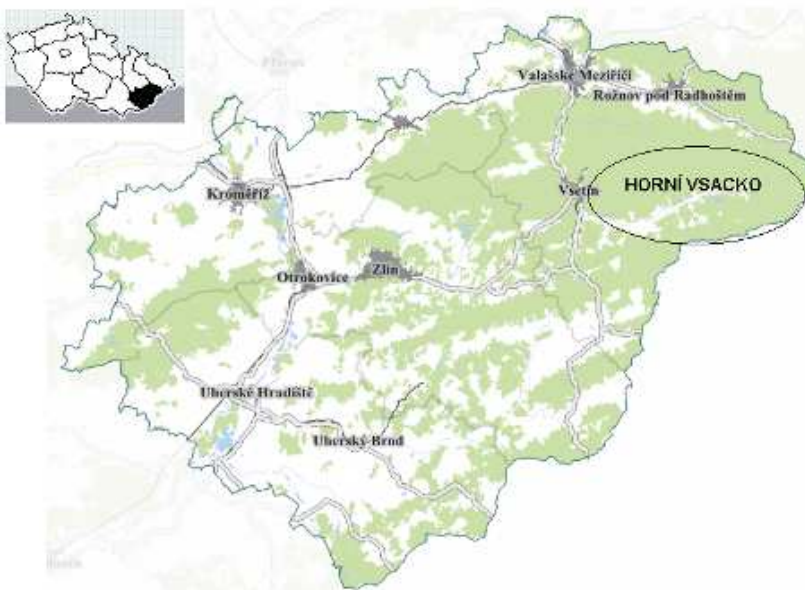 Valašské Meziříčí
Rožnov pod Radhoštěm
HORNÍ VSACKO
Vsetín
Kroměříž
Zlín
Otrokovice
Uherské Hradiště
Uherský Brod